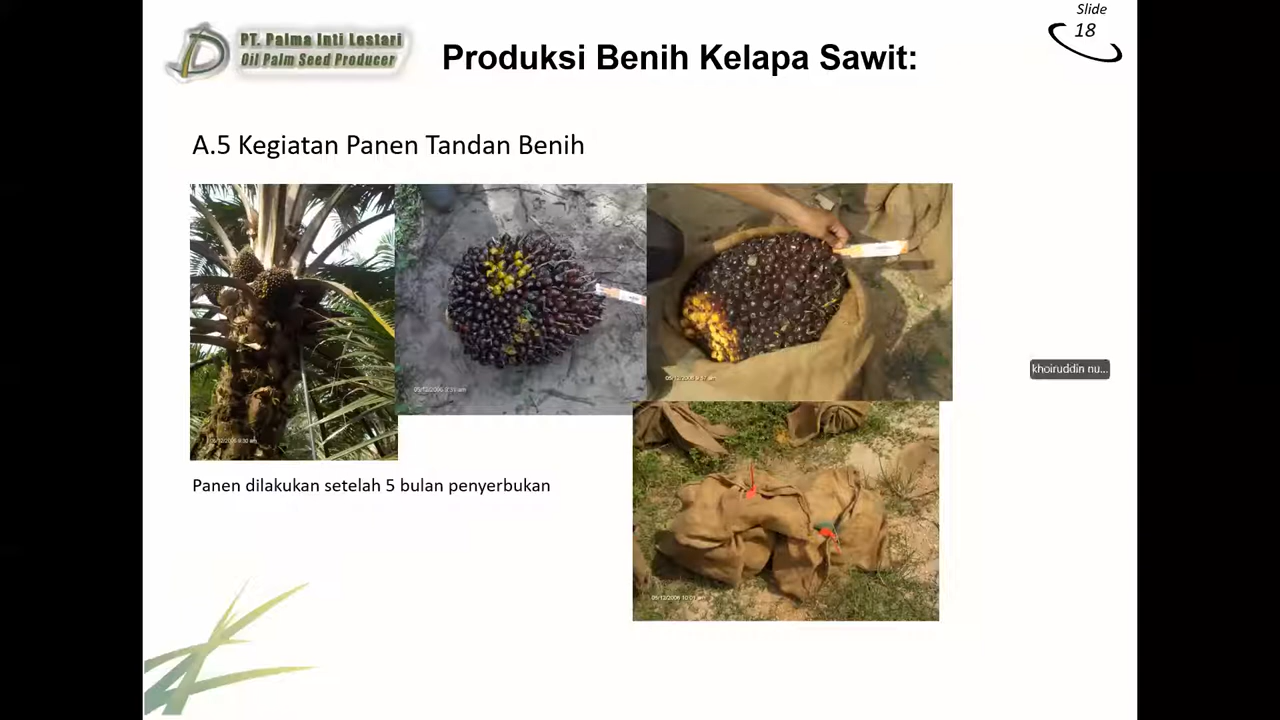 PT. Palma Inti Lestari
Oil Palm Seed Producer
Produksi Benih Kelapa Sawit:
Slide
18
A.5 Kegiatan Panen Tandan Benih
khoiruddin nu...
Panen dilakukan setelah 5 bulan penyerbukan